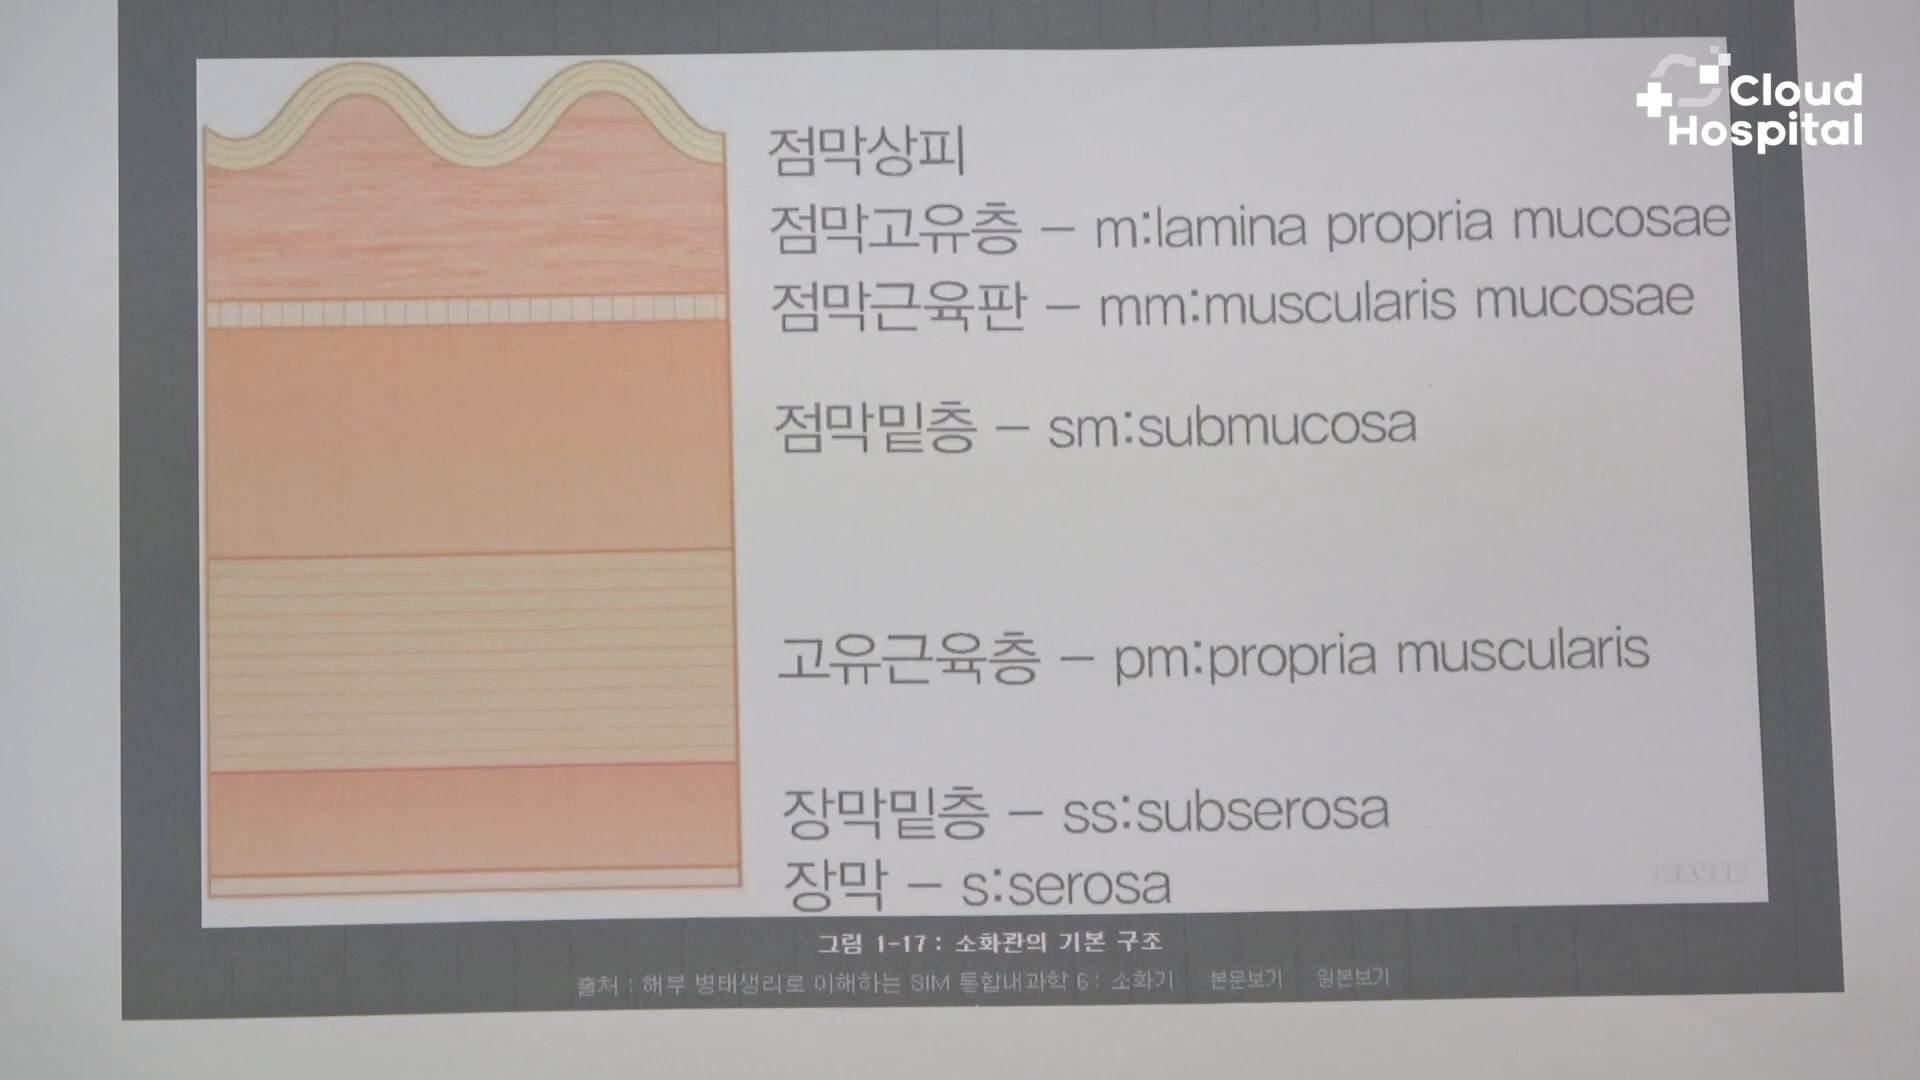 Cloud
Hospital
점막상피
점막고유층 – m:lamina propria mucosae
점막근육판 – mm:muscularis mucosae
점막밑층 – sm:submucosa
고유근육층 – pm:propria muscularis
장막밑층 – ss:subserosa
장막 – s:serosa
그림 1-17 : 소화관의 기본 구조
출처 : 해부 병태생리로 이해하는 SIM 통합내과학 6 : 소화기 본문보기 원본보기